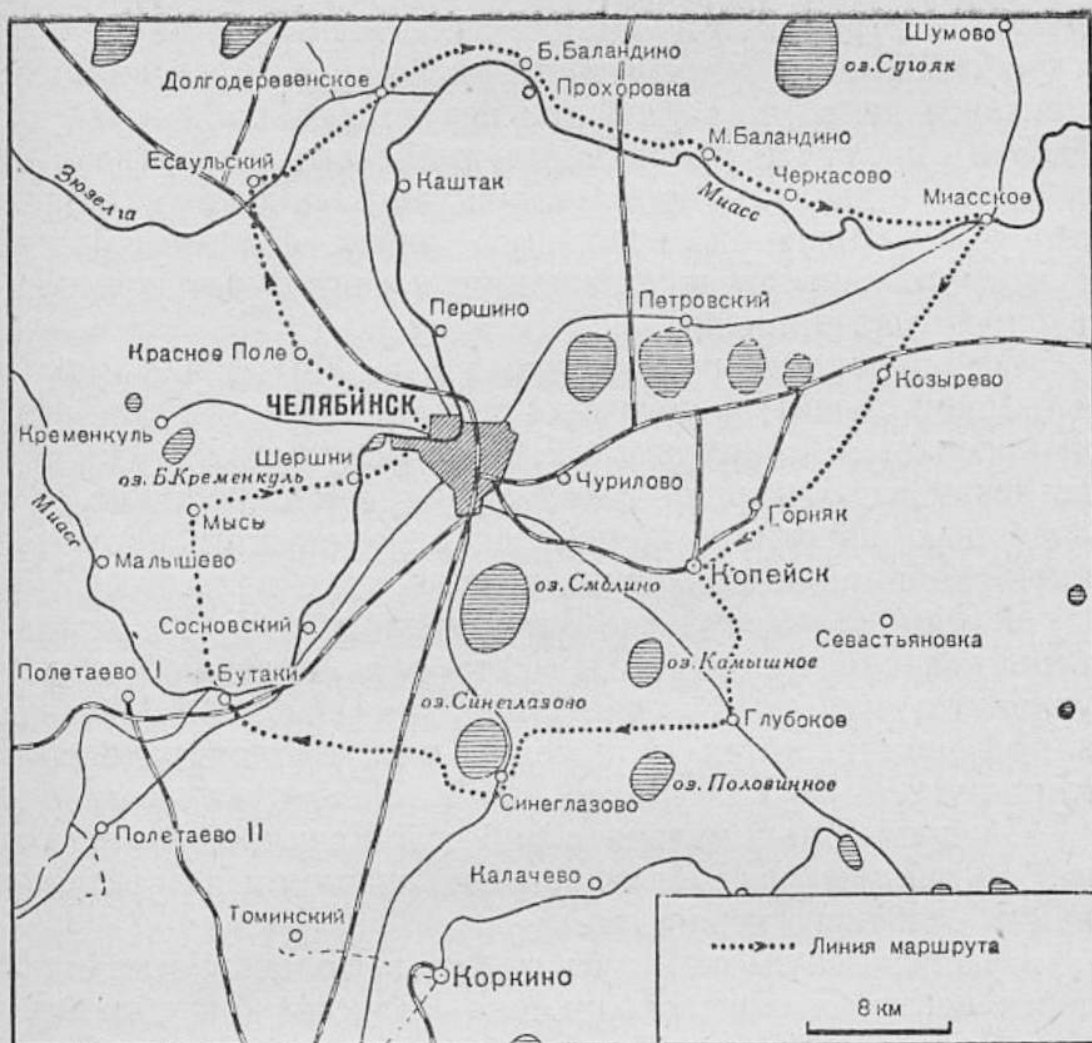 Шумово
Б.Баландино
оз. Сугояк
Долгодеревенское
Прохоровка
М.Баландино
Есаульский
Каштак
Черкасово
Зюзелга
Миасс
Миасское
Петровский
Першино
Красное Поле
Козырево
ЧЕЛЯБИНСК
Кременкуль
Шершни
оз. Б.Кременкуль
Чурилово
Мысы
Горняк
Миасс
Малышево
Копейск
оз. Смолино
Сосновский
Севастьяновка
оз. Камышное
Полетаево I
Бутаки
оз. Синеглазово
Глубокое
оз. Половинное
Синеглазово
Полетаево II
Калачево
Томинский
Коркино
Линия маршрута
8 км